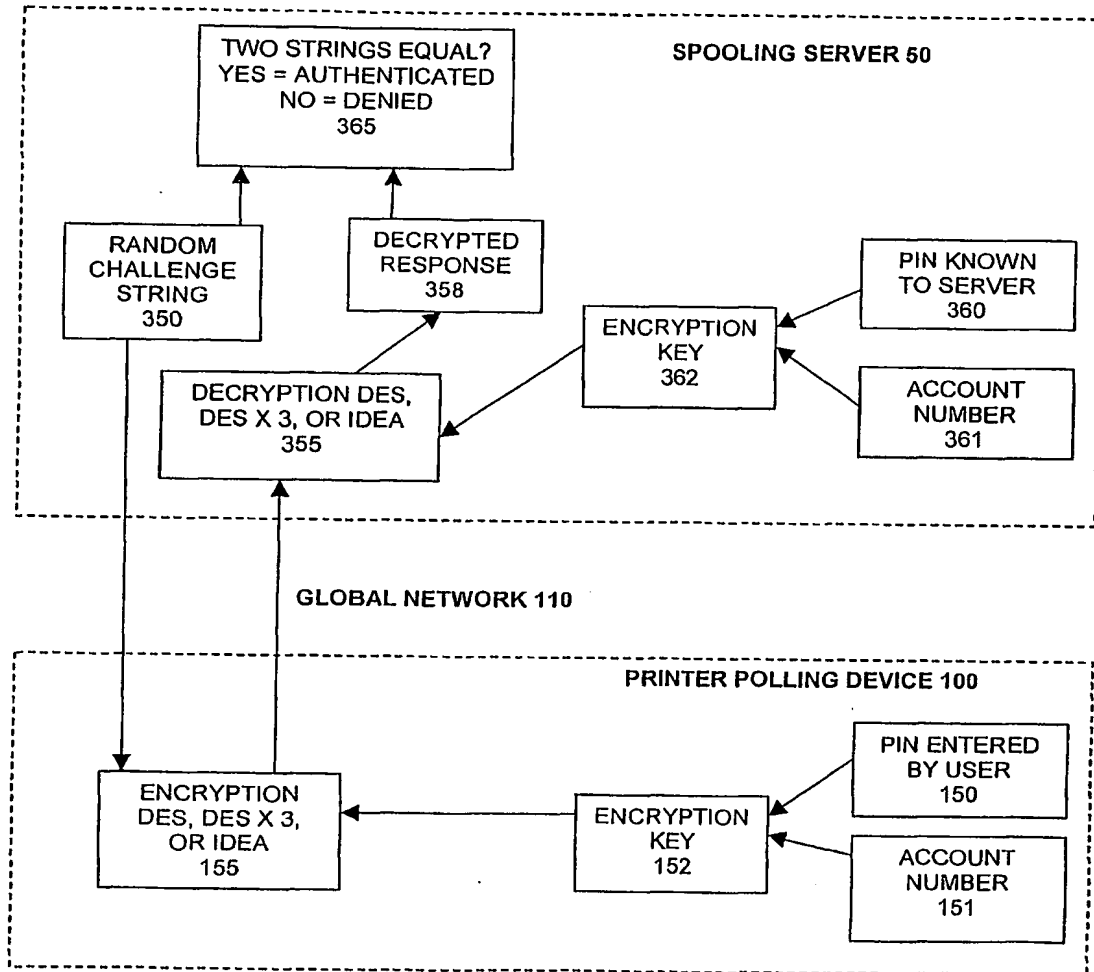 TWO STRINGS EQUAL?
YES = AUTHENTICATED
NO = DENIED
365
SPOOLING SERVER 50
RANDOM
CHALLENGE
STRING
350
DECRYPTED
RESPONSE
358
PIN KNOWN
TO SERVER
360
ENCRYPTION
KEY
362
DECRYPTION DES,
DES X 3, OR IDEA
355
ACCOUNT
NUMBER
361
GLOBAL NETWORK 110
PRINTER POLLING DEVICE 100
PIN ENTERED
BY USER
150
ENCRYPTION
DES, DES X 3,
OR IDEA
155
ENCRYPTION
KEY
152
ACCOUNT
NUMBER
151